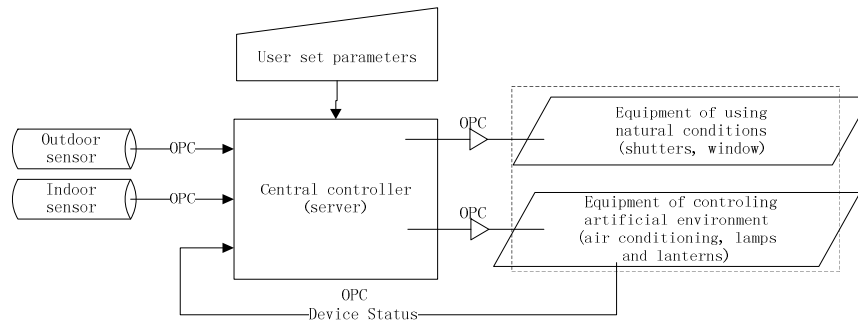 User set parameters
Outdoor
sensor
OPC
Indoor
sensor
OPC
Central controller
(server)
OPC
Equipment of using
natural conditions
(shutters, window)
OPC
Equipment of controling
artificial environment
(air conditioning, lamps
and lanterns)
OPC
Device Status